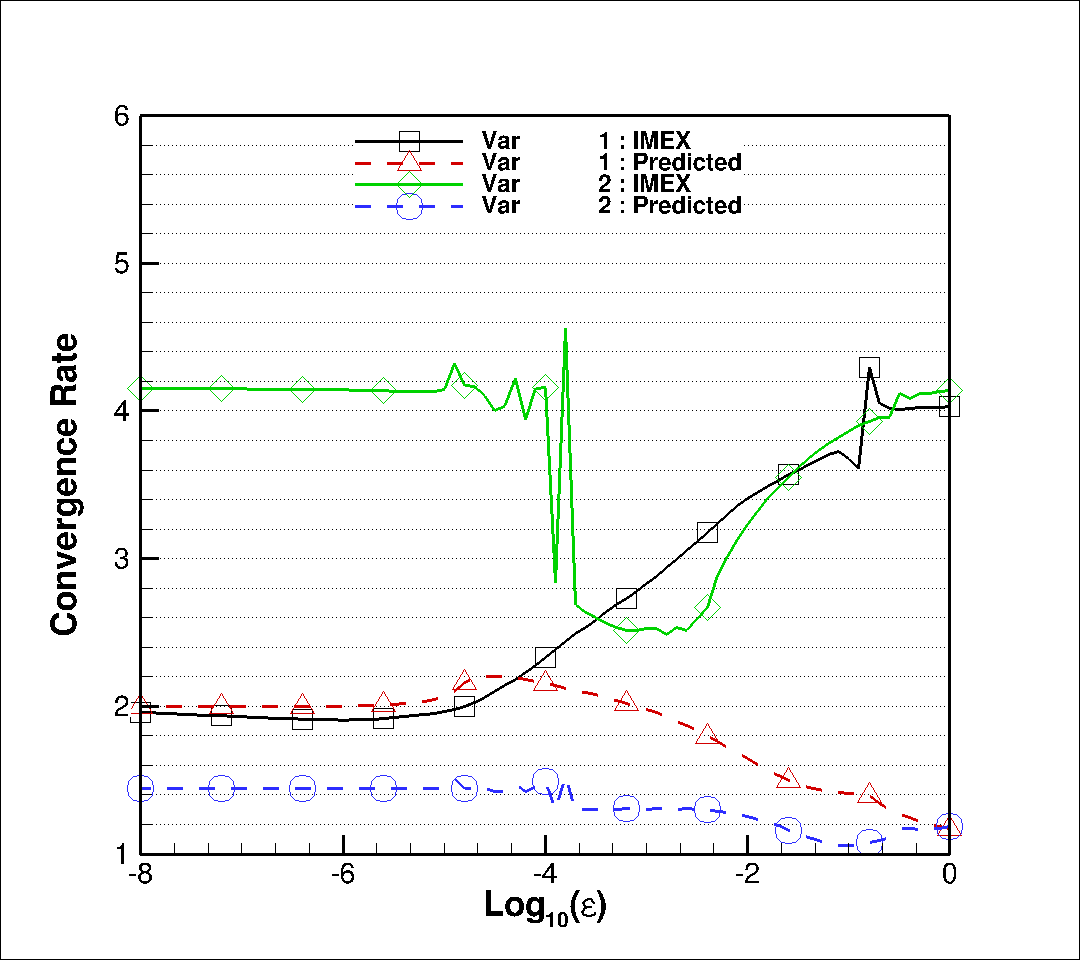 6
5
4
3
2
1
Convergence Rate
Var 1 : IMEX
Var 1 : Predicted
Var 2 : IMEX
Var 2 : Predicted
-8 -6 -4 -2 0
Log10(ε)